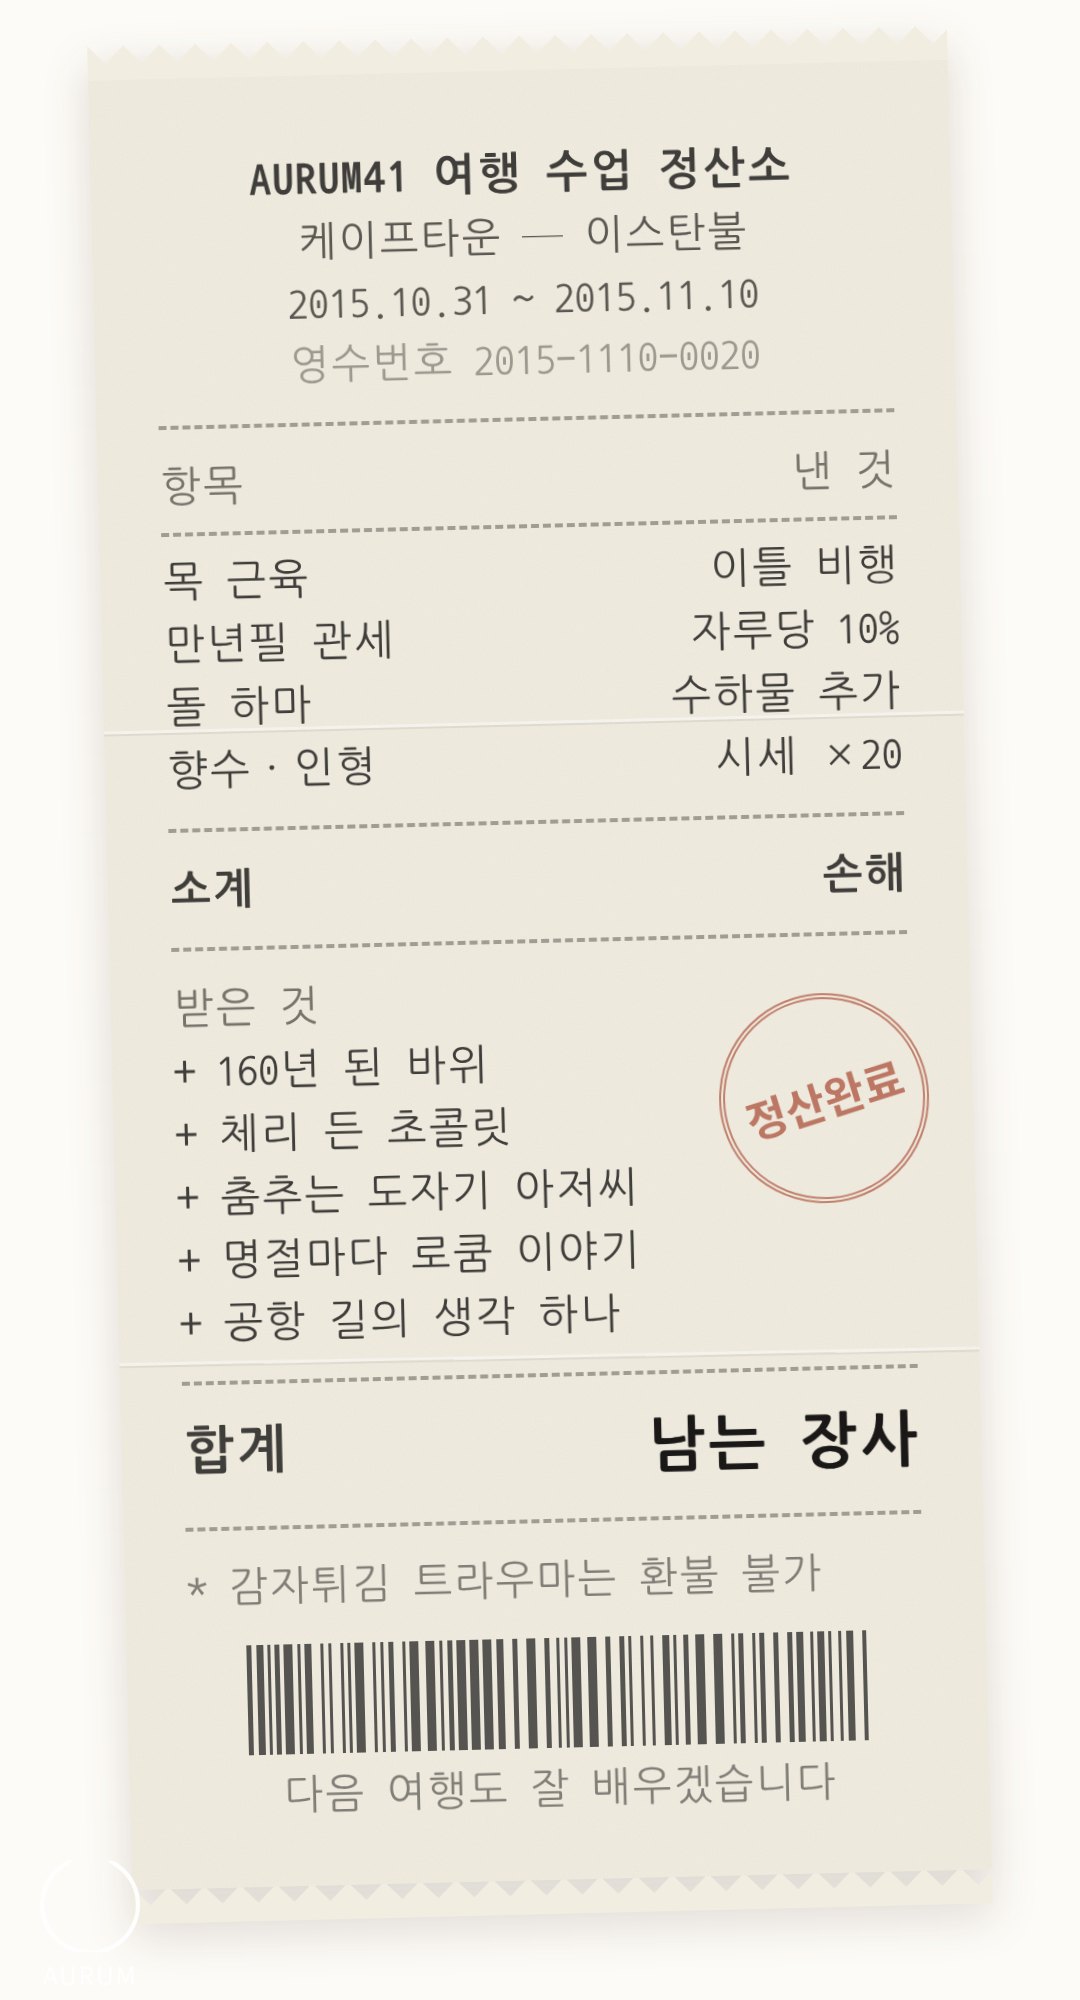 AURUM41 여행 수업 정산소
케이프타운 — 이스탄불
2015.10.31 ~ 2015.11.10
영수번호 2015-1110-0020
항목 낸 것
목 근육 이틀 비행
만년필 관세 자루당 10%
돌 하마 수하물 추가
향수 · 인형 시세 ×20
소계 손해
받은 것
+ 160년 된 바위
+ 체리 든 초콜릿
정산완료
+ 춤추는 도자기 아저씨
+ 명절마다 로쿰 이야기
+ 공항 길의 생각 하나
합계 남는 장사
* 감자튀김 트라우마는 환불 불가
다음 여행도 잘 배우겠습니다
AURUM